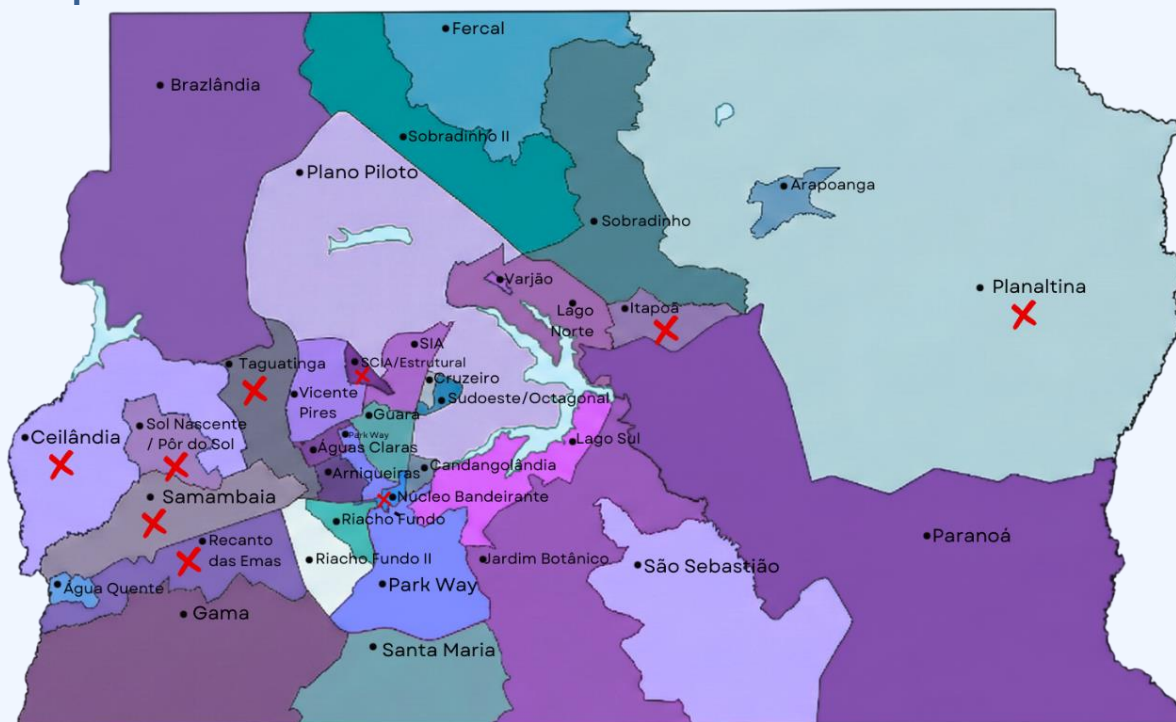 Fercal
Brazlândia
Sobradinho II
Plano Piloto
Arapoanga
Sobradinho
Varjão
Planaltina
Lago
Norte
Itapoã
SIA
Taguatinga
SCIA/Estrutural
Cruzeiro
Vicente
Pires
Sudoeste/Octagonal
Guara
Sol Nascente
/ Pôr do Sol
Park Way
Ceilândia
Águas Claras
Lago Sul
Candangolândia
Arniqueiras
Samambaia
Núcleo Bandeirante
Riacho Fundo
Recanto
das Emas
Paranoá
Riacho Fundo II
Jardim Botânico
São Sebastião
Água Quente
Park Way
Gama
Santa Maria